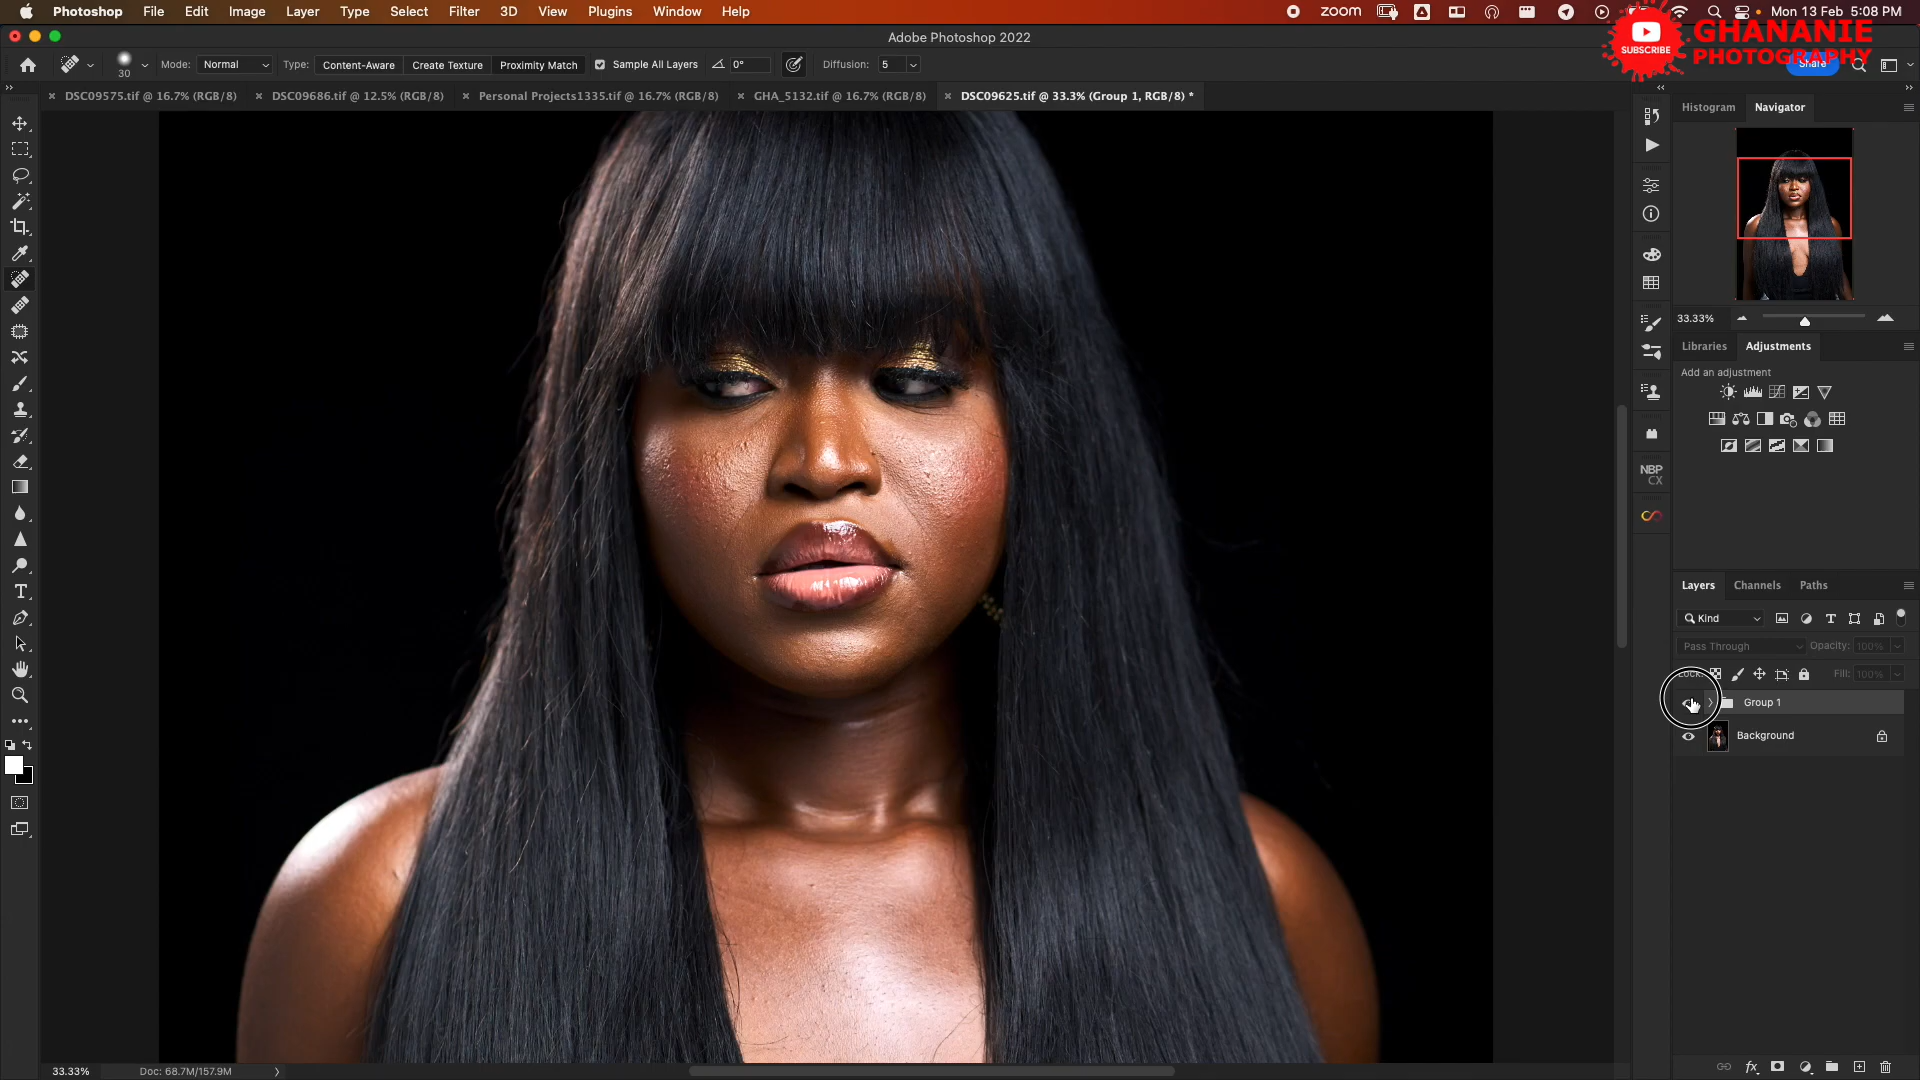 Photoshop File Edit Image Layer Type Select Filter 3D View Plugins Window Help zoom Mon 13 Feb 5:08 PM
Adobe Photoshop 2022
SUBSCRIBE
GHANANIE
PHOTOGRAPHY
30 Mode: Normal Type: Content-Aware Create Texture Proximity Match Sample All Layers 0° Diffusion: 5 Share
DSC09575.tif @ 16.7% (RGB/8) DSC09686.tif @ 12.5% (RGB/8) Personal Projects1335.tif @ 16.7% (RGB/8) GHA_5132.tif @ 16.7% (RGB/8) DSC09625.tif @ 33.3% (Group 1, RGB/8) *
Histogram Navigator
33.33%
Libraries Adjustments
Add an adjustment
NBP
CX
Layers Channels Paths
Kind
Pass Through Opacity: 100%
Lock: Fill: 100%
Group 1
Background
33.33% Doc: 68.7M/157.9M